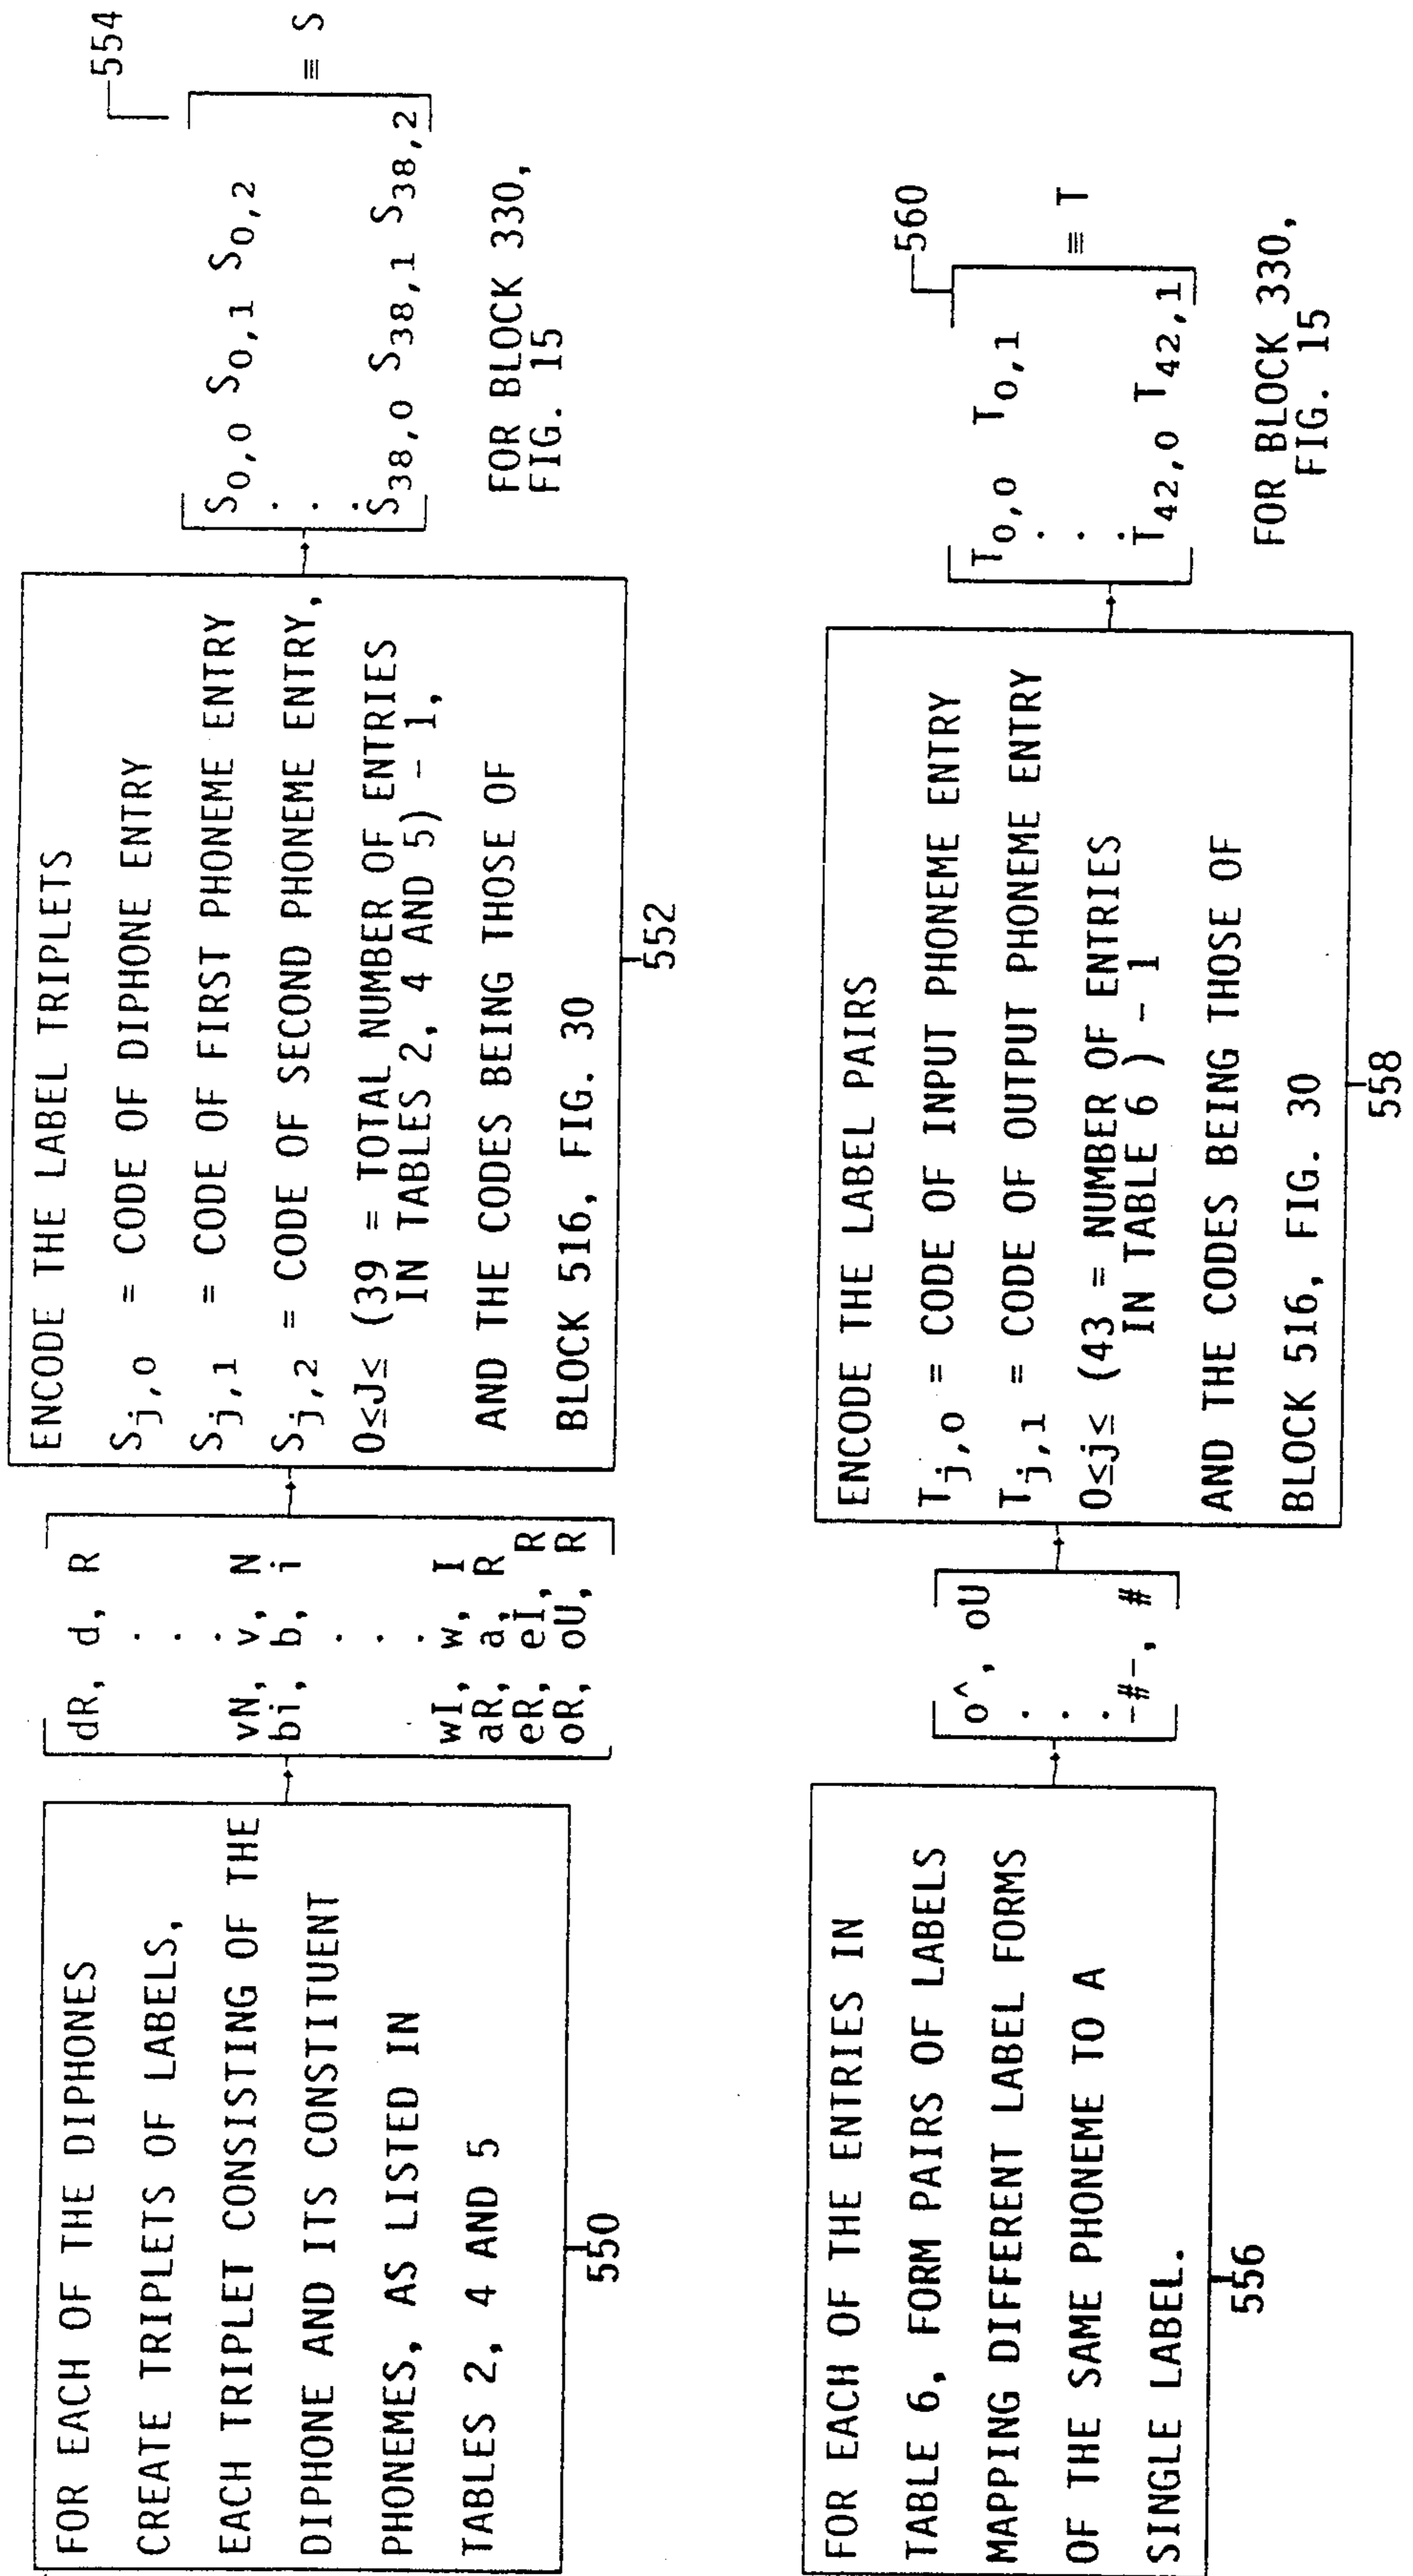 FOR EACH OF THE DIPHONES
CREATE TRIPLETS OF LABELS,
EACH TRIPLET CONSISTING OF THE
DIPHONE AND ITS CONSTITUENT
PHONEMES, AS LISTED IN
TABLES 2, 4 AND 5
550
dR, d, R
.
.
.
vN, v, N
bi, b, i
.
.
.
wI, w, I
aR, a, R
eR, eI, R
oR, oU, R
ENCODE THE LABEL TRIPLETS
Sj,0 = CODE OF DIPHONE ENTRY
Sj,1 = CODE OF FIRST PHONEME ENTRY
Sj,2 = CODE OF SECOND PHONEME ENTRY,
0≤J≤ (39 = TOTAL NUMBER OF ENTRIES
IN TABLES 2, 4 AND 5) - 1,
AND THE CODES BEING THOSE OF
BLOCK 516, FIG. 30
552
S0,0 S0,1 S0,2
.
.
.
S38,0 S38,1 S38,2
≡ S
554
FOR BLOCK 330,
FIG. 15
FOR EACH OF THE ENTRIES IN
TABLE 6, FORM PAIRS OF LABELS
MAPPING DIFFERENT LABEL FORMS
OF THE SAME PHONEME TO A
SINGLE LABEL.
556
o^, oU
.
.
.
-#-, #
ENCODE THE LABEL PAIRS
Tj,0 = CODE OF INPUT PHONEME ENTRY
Tj,1 = CODE OF OUTPUT PHONEME ENTRY
0≤j≤ (43 = NUMBER OF ENTRIES
IN TABLE 6 ) - 1
AND THE CODES BEING THOSE OF
BLOCK 516, FIG. 30
558
T0,0 T0,1
.
.
.
T42,0 T42,1
≡ T
560
FOR BLOCK 330,
FIG. 15